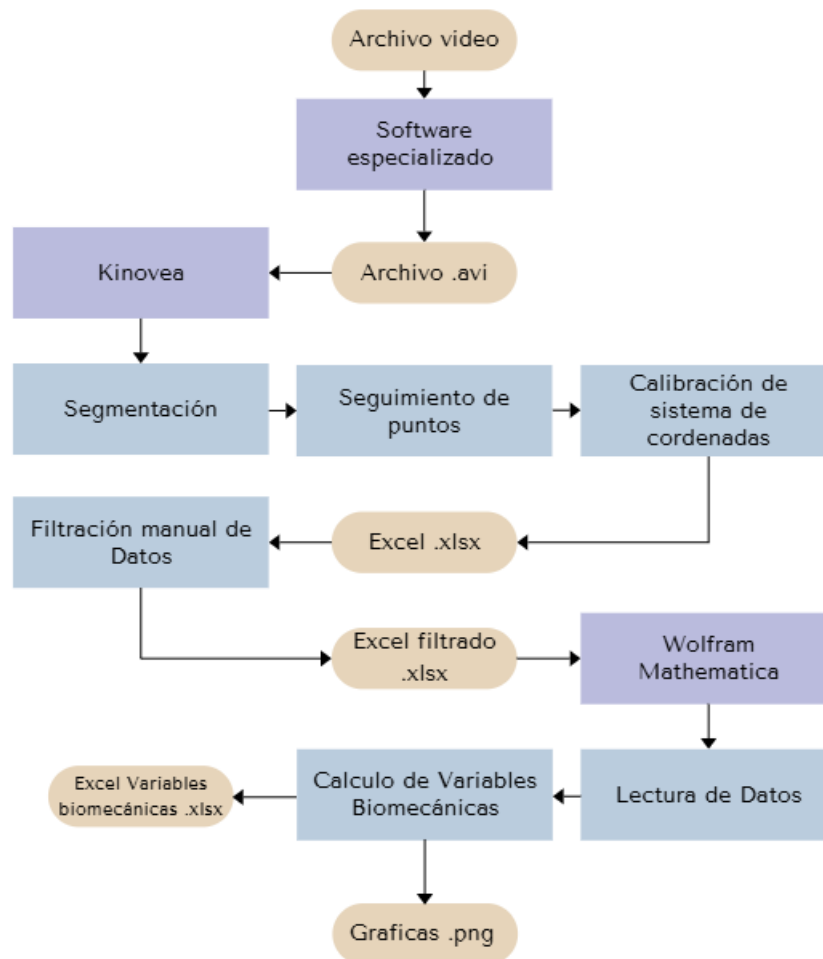 Archivo video
Software
especializado
Archivo .avi
Kinovea
Segmentación
Seguimiento de
puntos
Calibración de
sistema de
cordenadas
Excel .xlsx
Filtración manual de
Datos
Excel filtrado
.xlsx
Wolfram
Mathematica
Lectura de Datos
Calculo de Variables
Biomecánicas
Excel Variables
biomecánicas .xlsx
Graficas .png